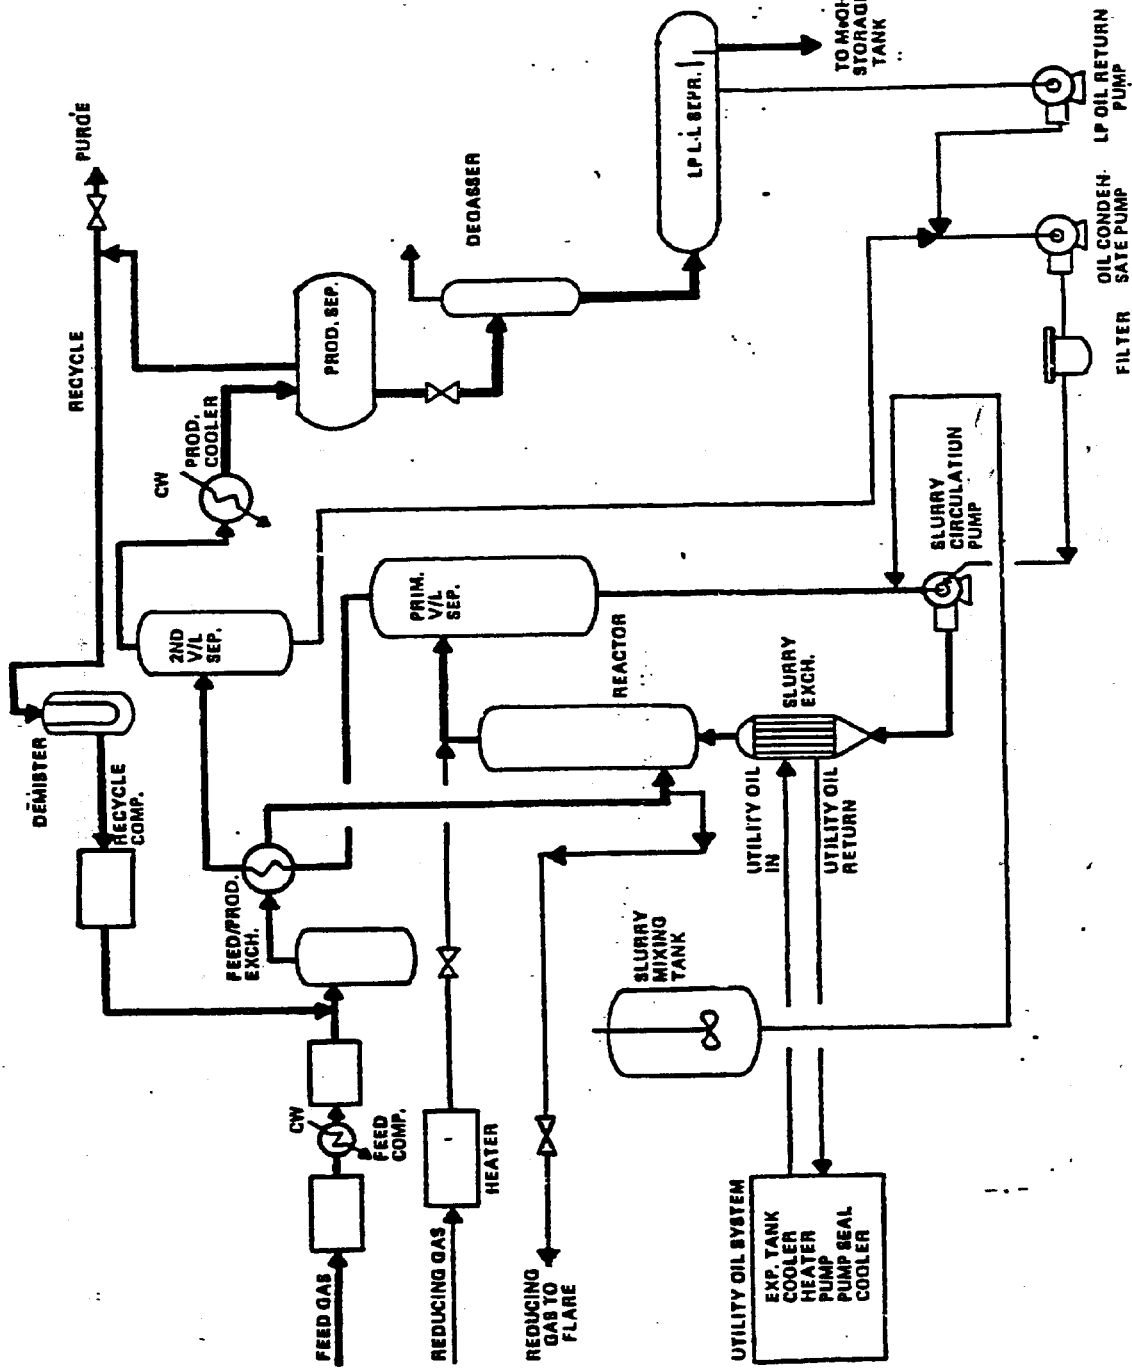 FEED GAS
CW
FEED
COMP.
REDUCING GAS
HEATER
REDUCING
GAS TO
FLARE
UTILITY OIL SYSTEM
EXP. TANK
COOLER
HEATER
PUMP
PUMP SEAL
COOLER
DEMISTER
RECYCLE
COMP.
FEED/PROD.
EXCH.
SLURRY
MIXING
TANK
UTILITY OIL
IN
UTILITY OIL
RETURN
2ND
V/L
SEP.
PRIM.
V/L
SEP.
REACTOR
SLURRY
EXCH.
SLURRY
CIRCULATION
PUMP
CW
PROD.
COOLER
RECYCLE
PURGE
PROD. SEP.
DEGASSER
LP L-L SEPR.
TO MeOH
STORAGE
TANK
FILTER
OIL CONDEN-
SATE PUMP
LP OIL RETURN
PUMP